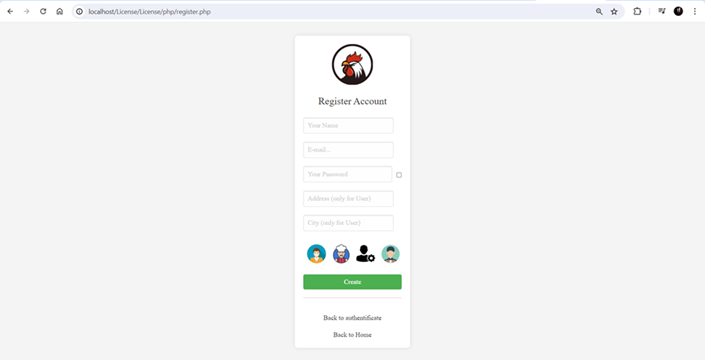 localhost/License/License/php/register.php
Register Account
Your Name
E-mail...
Your Password
Address (only for User)
City (only for User)
Create
Back to authentificate
Back to Home